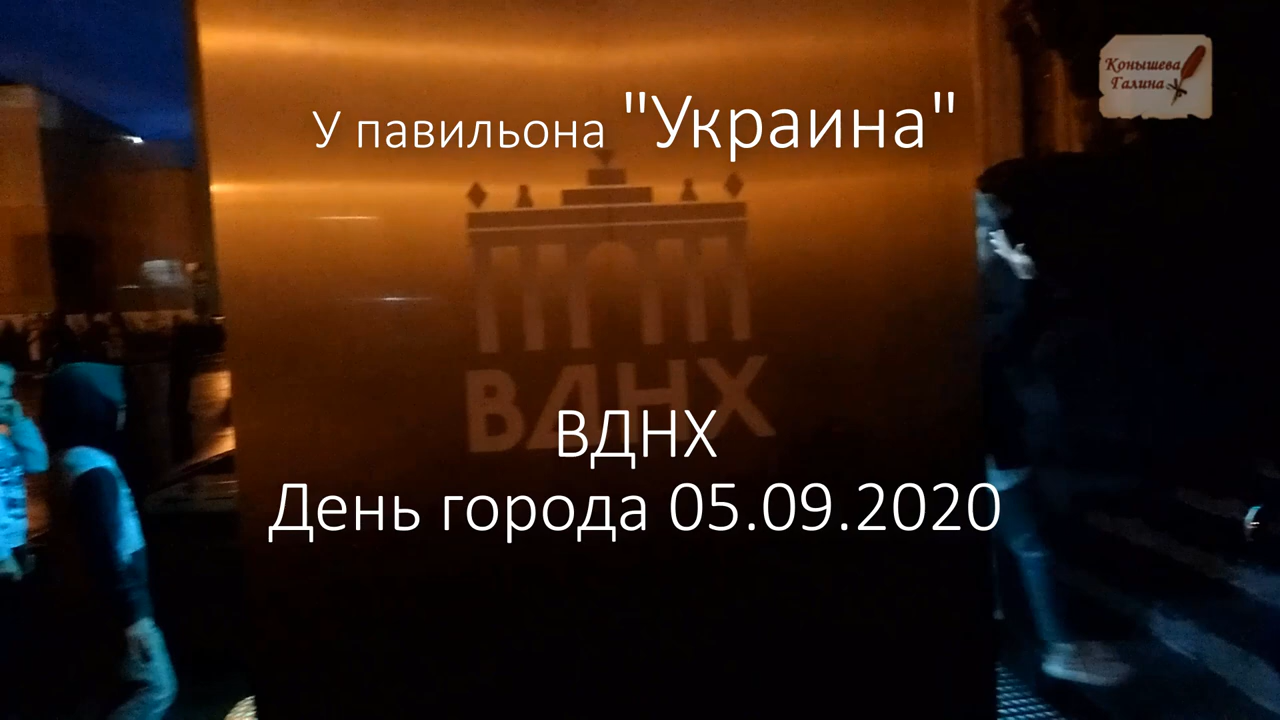 Конышева
Галина
У павильона "Украина"
ВДНХ
ВДНХ
День города 05.09.2020